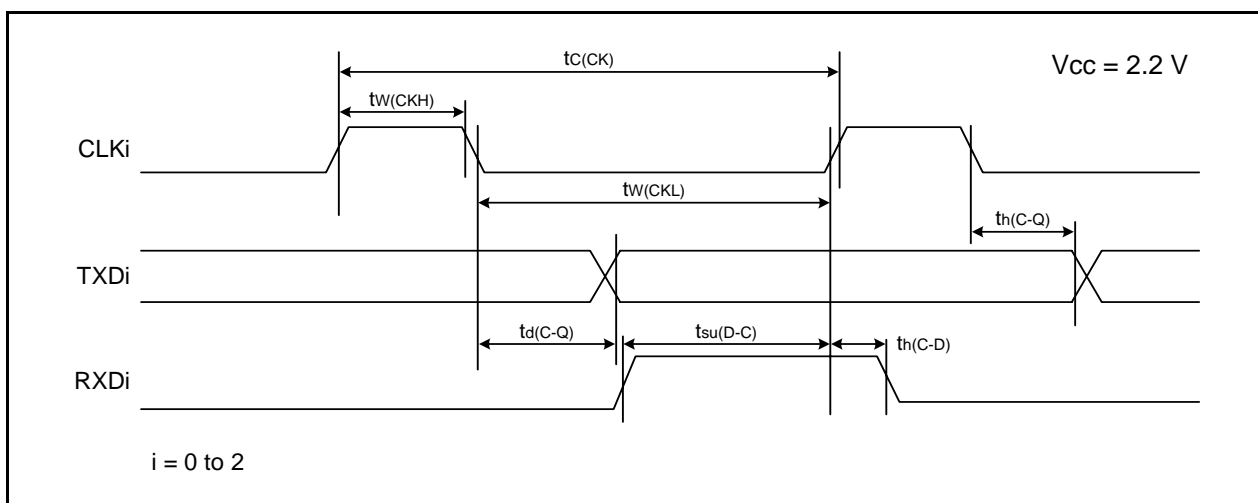 tC(CK)
Vcc = 2.2 V
tW(CKH)
CLKi
tW(CKL)
th(C-Q)
TXDi
td(C-Q)
tsu(D-C)
th(C-D)
RXDi
i = 0 to 2